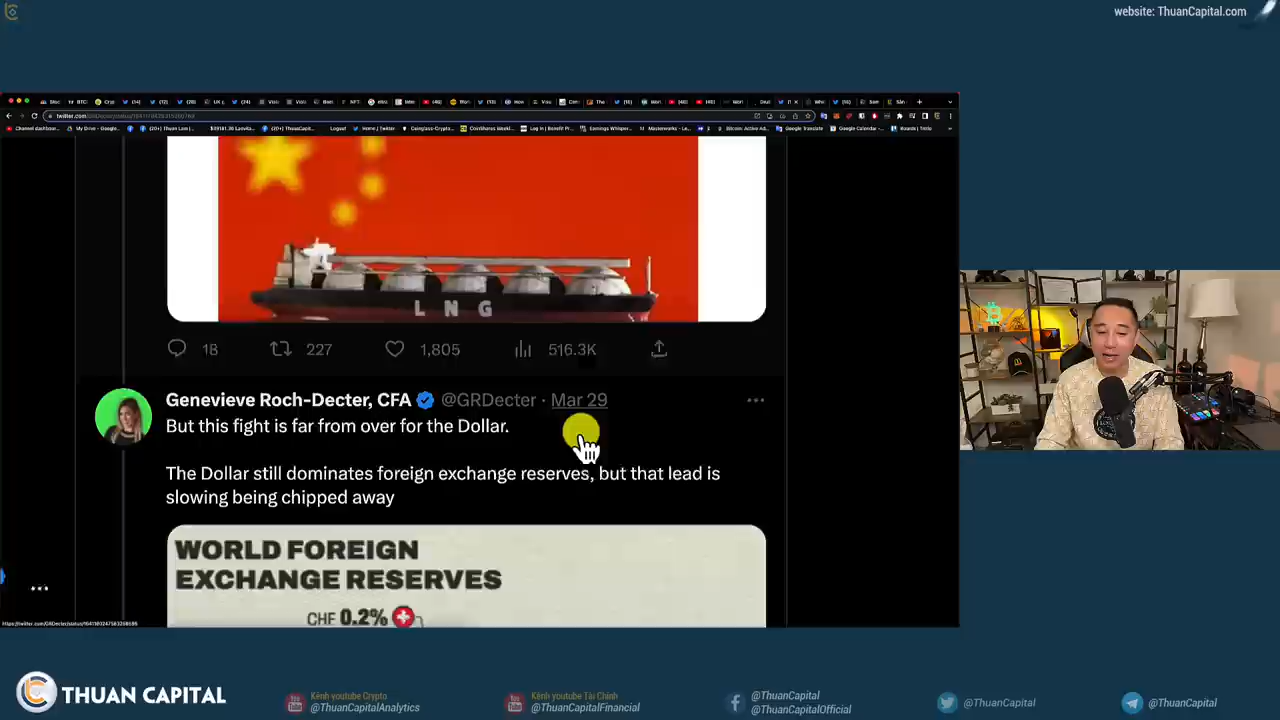 website: ThuanCapital.com
L N G
18 227 1,805 516.3K
Genevieve Roch-Decter, CFA @GRDecter · Mar 29
But this fight is far from over for the Dollar.
The Dollar still dominates foreign exchange reserves, but that lead is
slowing being chipped away
WORLD FOREIGN
EXCHANGE RESERVES
CHF 0.2%
THUAN CAPITAL
Kênh youtube Crypto
@ThuanCapitalAnalytics
Kênh youtube Tài Chính
@ThuanCapitalFinancial
@ThuanCapital
@ThuanCapitalOfficial
@ThuanCapital
@ThuanCapital